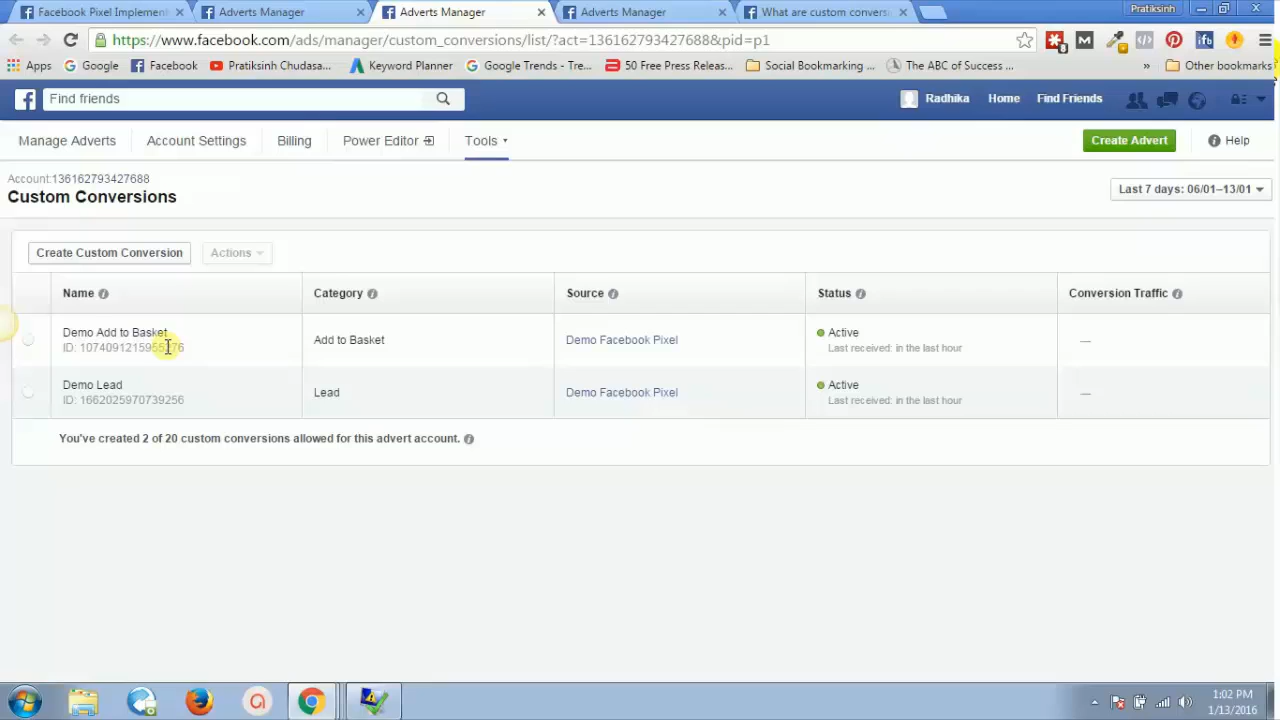 Facebook Pixel Implemen
Adverts Manager
Adverts Manager
Adverts Manager
What are custom convers
Pratiksinh
https://www.facebook.com/ads/manager/custom_conversions/list/?act=136162793427688&pid=p1
Apps
Google
Facebook
Pratiksinh Chudasa...
Keyword Planner
Google Trends - Tre...
50 Free Press Releas...
Social Bookmarking ...
The ABC of Success ...
»
Other bookmarks
Find friends
Radhika
Home
Find Friends
Manage Adverts
Account Settings
Billing
Power Editor
Tools
Create Advert
Help
Account:136162793427688
Custom Conversions
Last 7 days: 06/01–13/01
Create Custom Conversion
Actions
Name
Category
Source
Status
Conversion Traffic
Demo Add to Basket
Add to Basket
Demo Facebook Pixel
Active
—
ID:
Last received: in the last hour
Demo Lead
Lead
Demo Facebook Pixel
Active
—
ID: 1662025970739256
Last received: in the last hour
You've created 2 of 20 custom conversions allowed for this advert account.
1:02 PM
1/13/2016